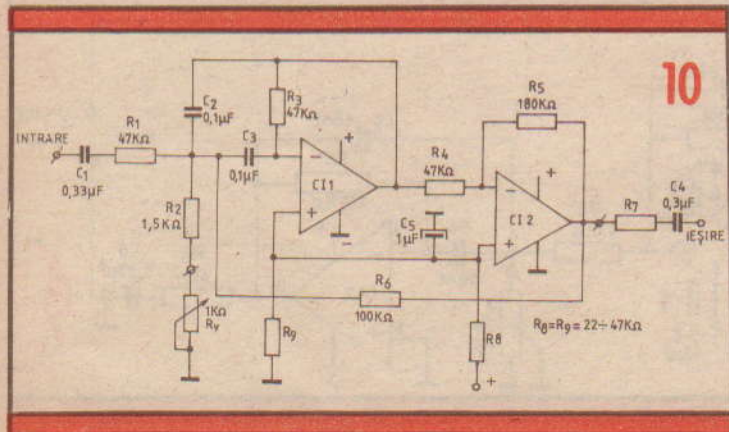 10
R5
180KΩ
C2
0,1µF
R3
47KΩ
R1
47KΩ
INTRARE
C1
0,33µF
C3
0,1µF
−
+
CI1
+
−
R4
47KΩ
−
+
CI2
+
R7
C4
0,3µF
IEŞIRE
R2
1,5KΩ
C5
1µF
R6
100KΩ
1KΩ
Rv
R9
R8
+
R8=R9=22÷47KΩ